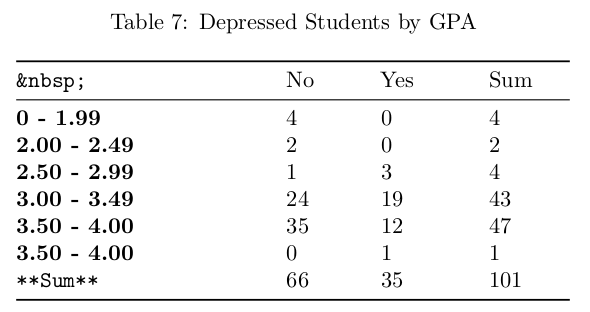 Table 7: Depressed Students by GPA
&nbsp; No Yes Sum
0 - 1.99 4 0 4
2.00 - 2.49 2 0 2
2.50 - 2.99 1 3 4
3.00 - 3.49 24 19 43
3.50 - 4.00 35 12 47
3.50 - 4.00 0 1 1
**Sum** 66 35 101